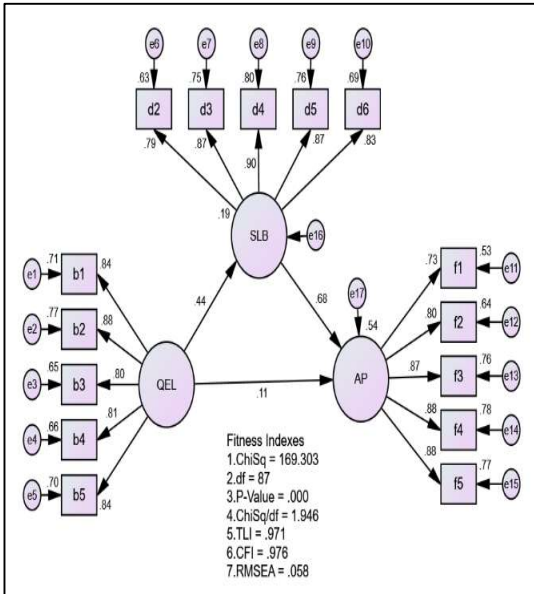 e6 e7 e8 e9 e10
.63 .75 .80 .76 .69
d2 d3 d4 d5 d6
.79 .87 .90 .87 .83
.19
SLB
e16
e1 .71 b1 .84
e2 .77 b2 .88
e3 .65 b3 .80
e4 .66 b4 .81
e5 .70 b5 .84
QEL
.44
.68
.11
e17
.54
AP
.73 f1 .53 e11
.80 f2 .64 e12
.87 f3 .76 e13
.88 f4 .78 e14
.88 f5 .77 e15
Fitness Indexes
1.ChiSq = 169.303
2.df = 87
3.P-Value = .000
4.ChiSq/df = 1.946
5.TLI = .971
6.CFI = .976
7.RMSEA = .058